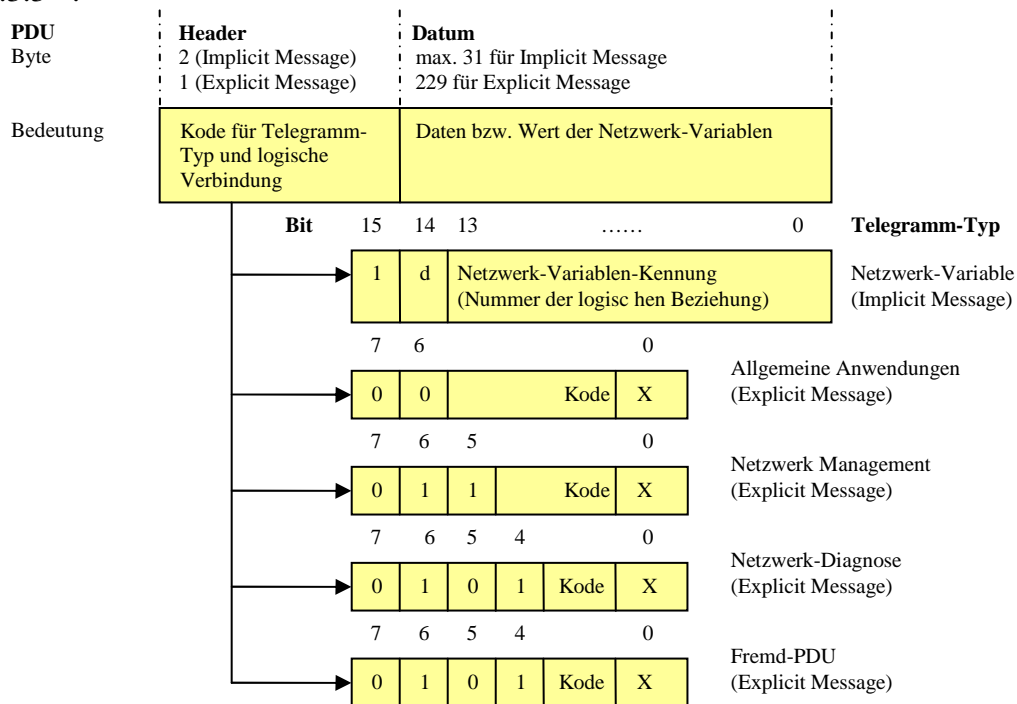 PDU Header Datum
Byte 2 (Implicit Message) max. 31 für Implicit Message
1 (Explicit Message) 229 für Explicit Message
Bedeutung Kode für Telegramm- Daten bzw. Wert der Netzwerk-Variablen
Typ und logische
Verbindung
Bit 15 14 13 …… 0 Telegramm-Typ
1 d Netzwerk-Variablen-Kennung Netzwerk-Variable
(Nummer der logisc hen Beziehung) (Implicit Message)
7 6 0
Allgemeine Anwendungen
0 0 Kode X (Explicit Message)
7 6 5 0
Netzwerk Management
0 1 1 Kode X (Explicit Message)
7 6 5 4 0
Netzwerk-Diagnose
0 1 0 1 Kode X (Explicit Message)
7 6 5 4 0
Fremd-PDU
0 1 0 1 Kode X (Explicit Message)